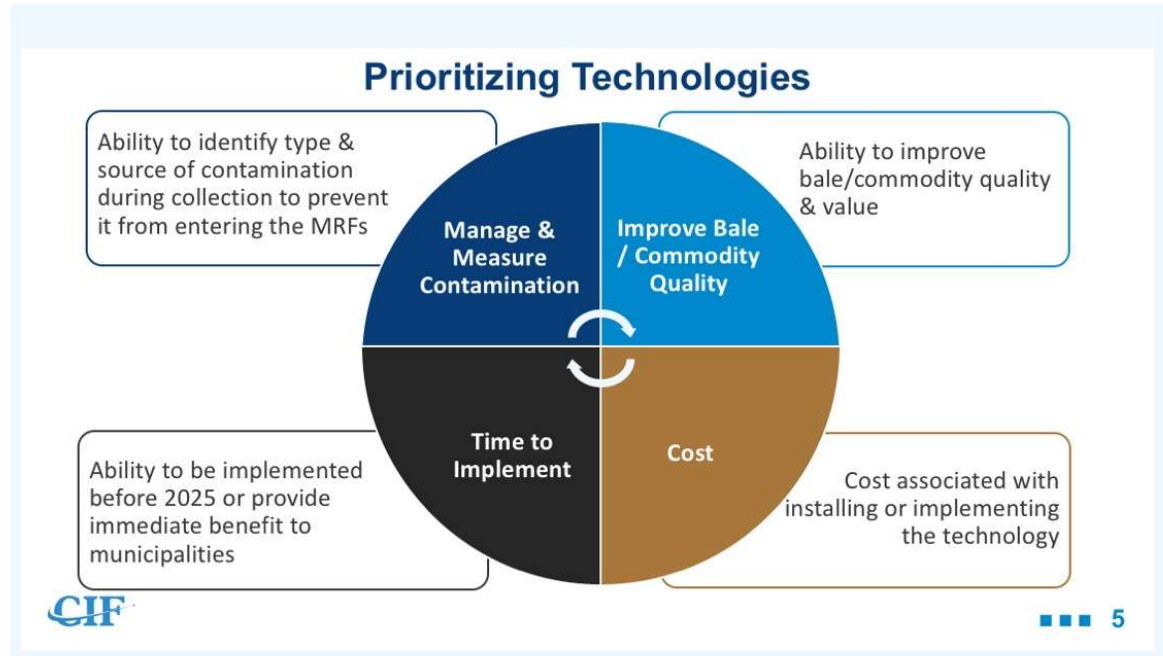 Prioritizing Technologies
Ability to identify type &
source of contamination
during collection to prevent
it from entering the MRFs
Manage &
Measure
Contamination
Improve Bale
/ Commodity
Quality
Ability to improve
bale/commodity quality
& value
Ability to be implemented
before 2025 or provide
immediate benefit to
municipalities
Time to
Implement
Cost
Cost associated with
installing or implementing
the technology
CIF
5